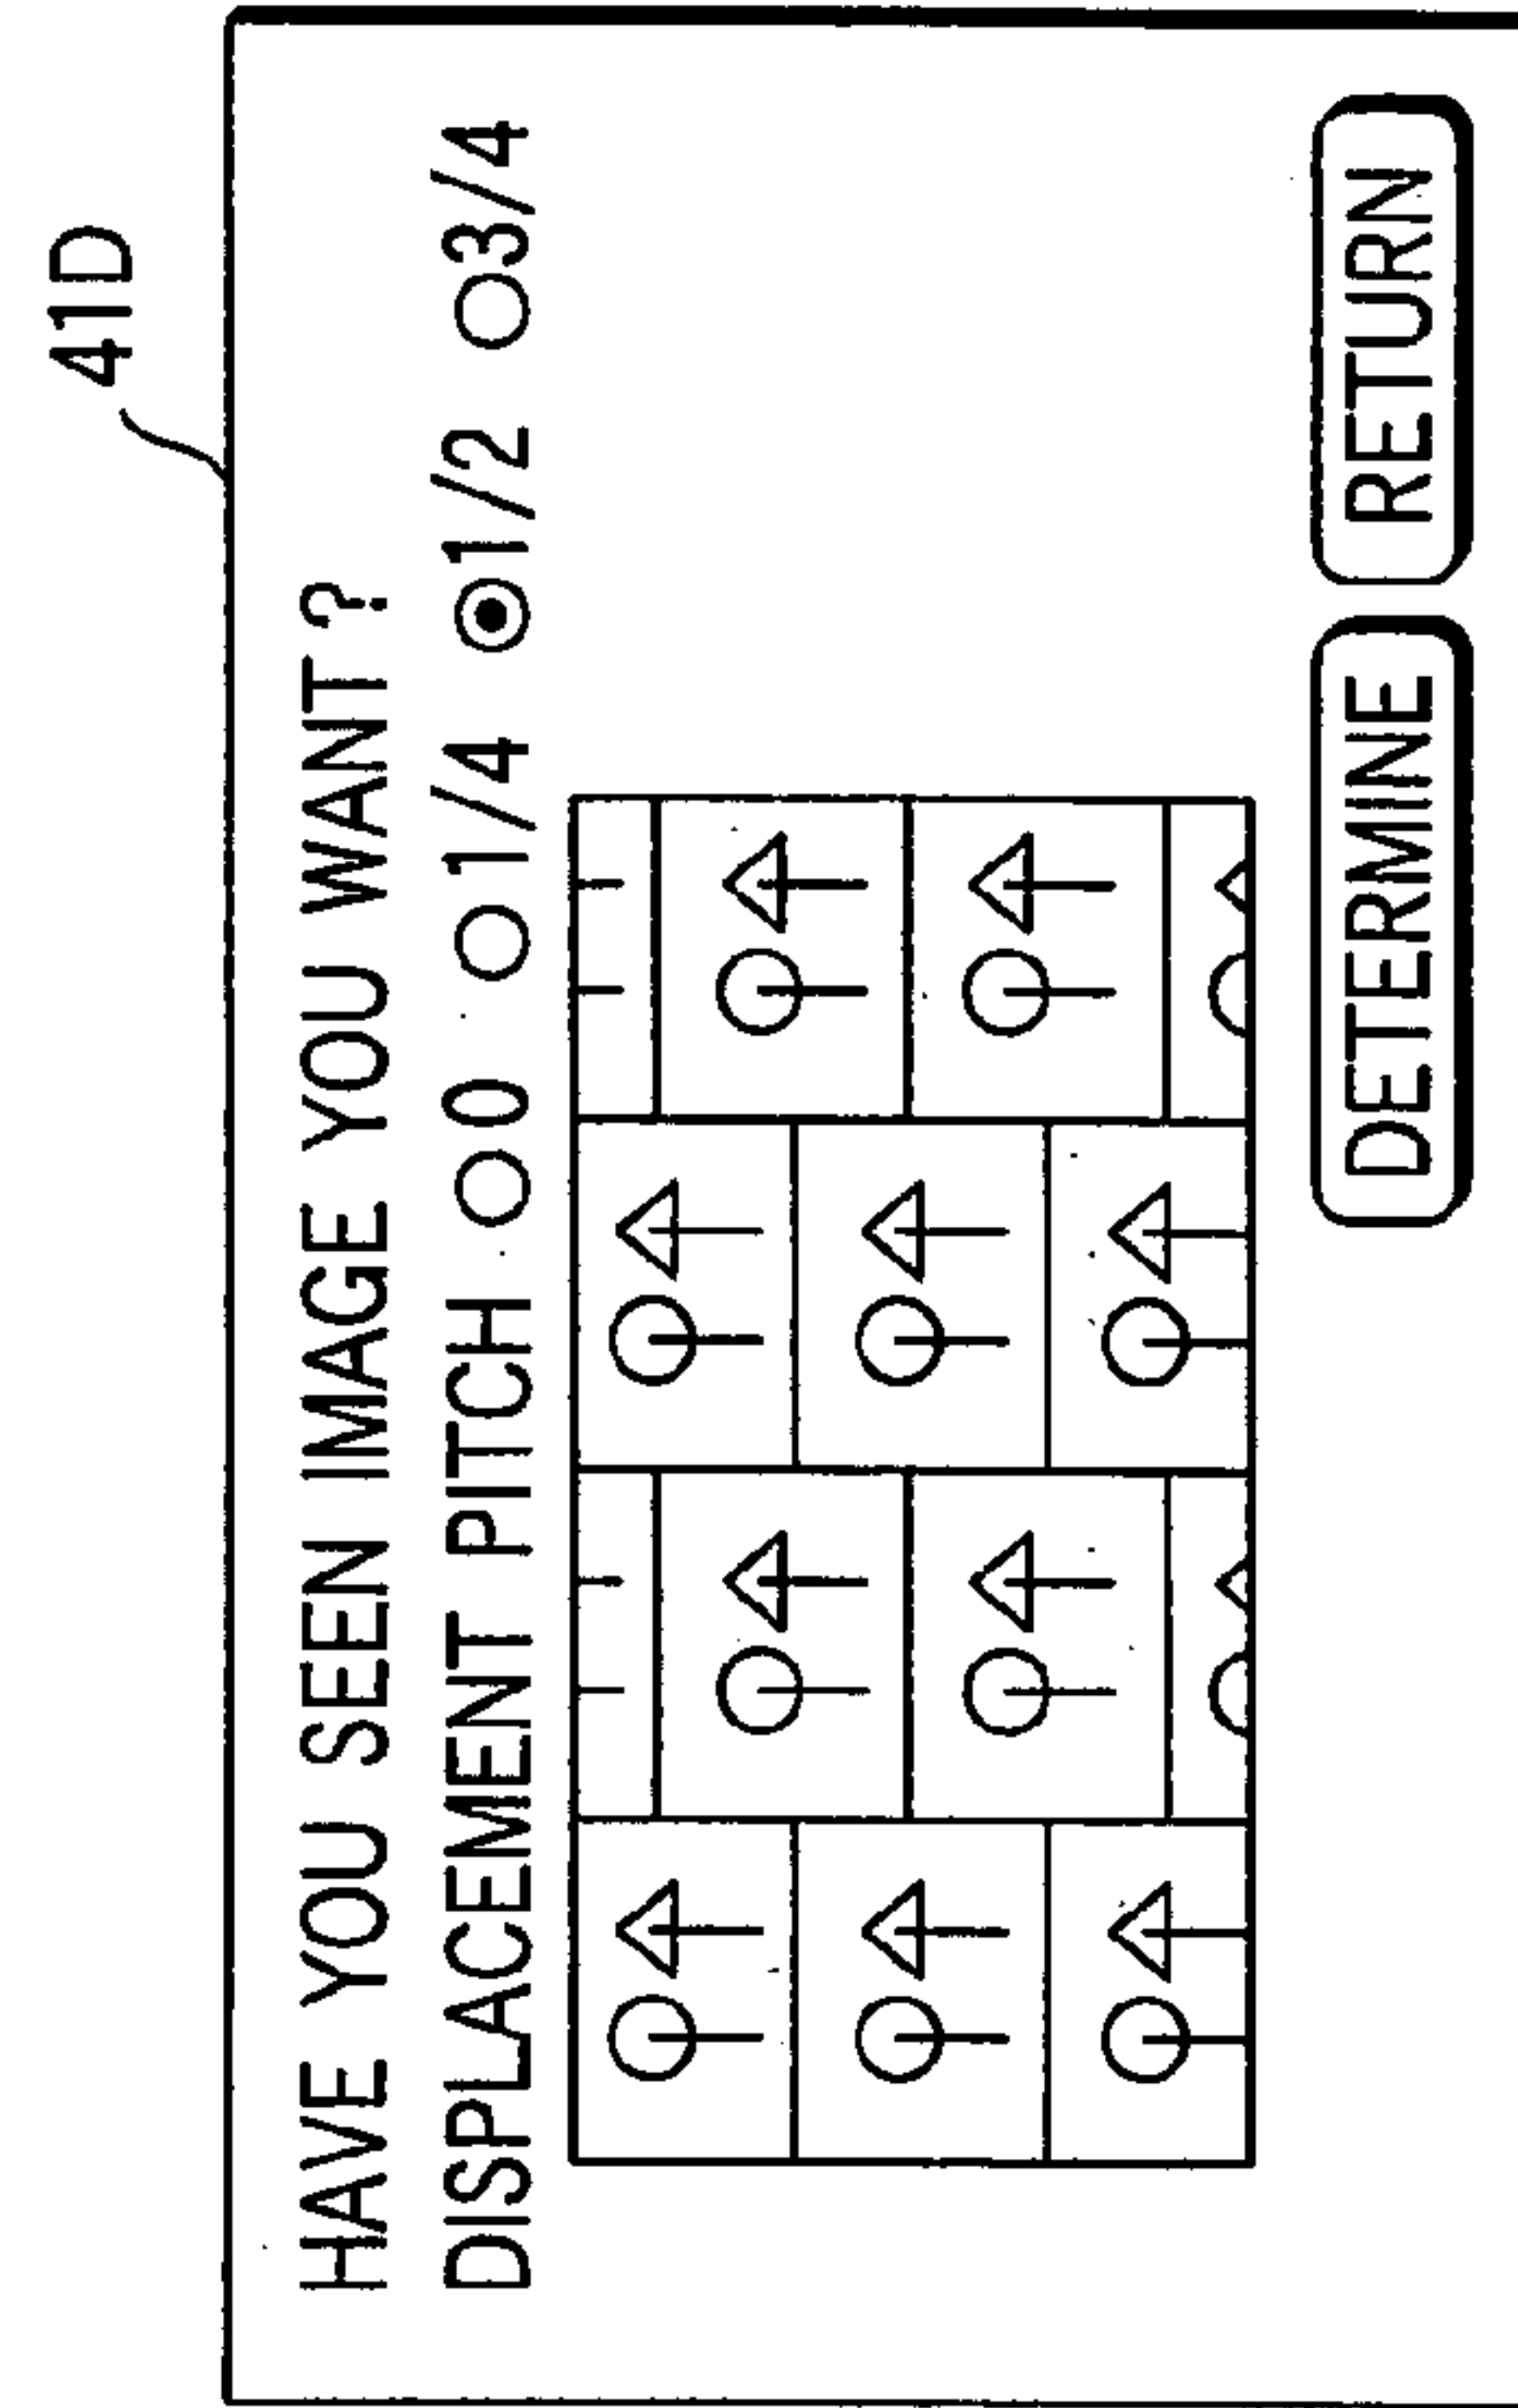 41D
HAVE YOU SEEN IMAGE YOU WANT?
DISPLACEMENT PITCH ○0 ○1/4 ◉1/2 ○3/4
DETERMINE RETURN